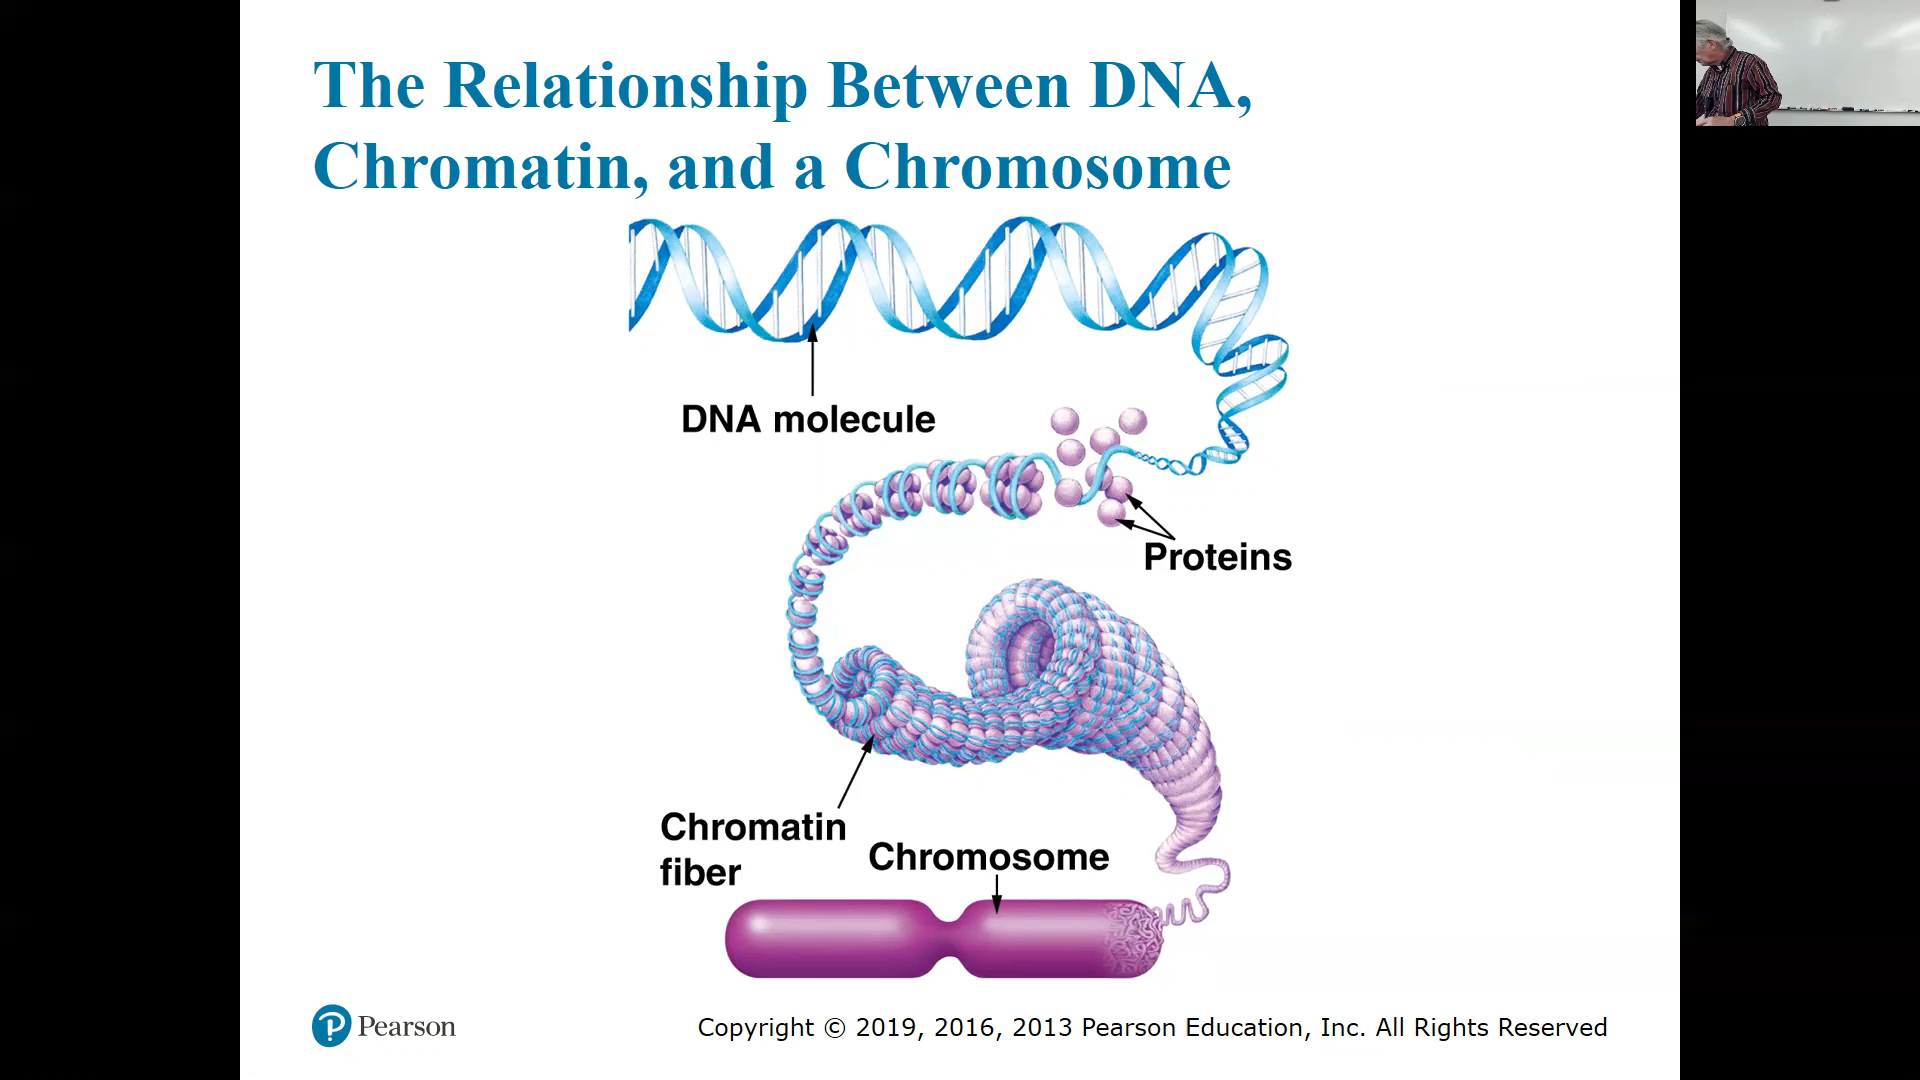 The Relationship Between DNA,
Chromatin, and a Chromosome
DNA molecule
Proteins
Chromatin
fiber
Chromosome
P Pearson
Copyright © 2019, 2016, 2013 Pearson Education, Inc. All Rights Reserved